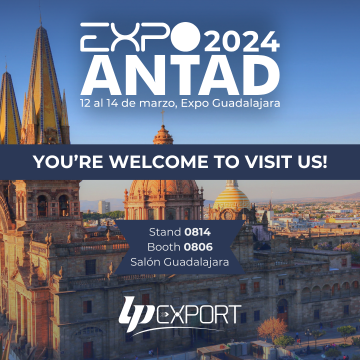 EXPO 2024
ANTAD
12 al 14 de marzo, Expo Guadalajara
YOU'RE WELCOME TO VISIT US!
Stand 0814
Booth 0806
Salón Guadalajara
LP EXPORT